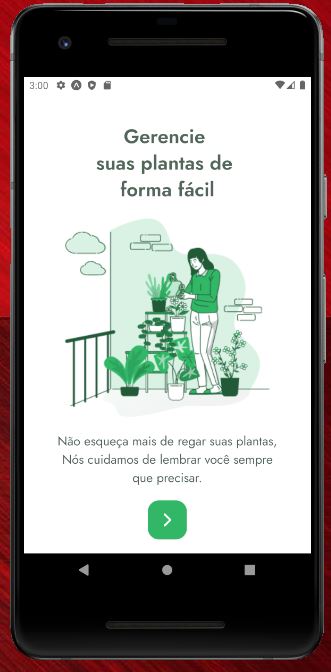 3:00
Gerencie
suas plantas de
forma fácil
Não esqueça mais de regar suas plantas,
Nós cuidamos de lembrar você sempre
que precisar.